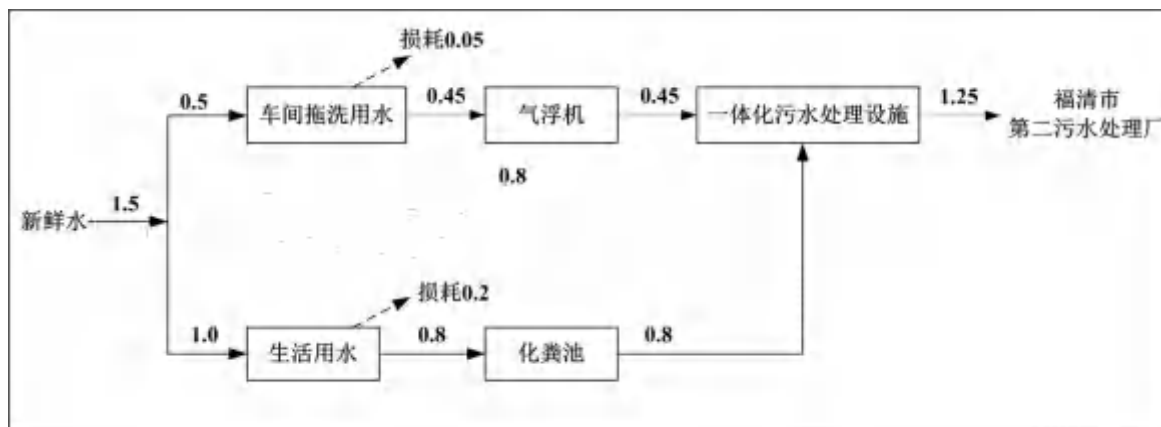 损耗0.05
0.5
车间拖洗用水
0.45
气浮机
0.45
一体化污水处理设施
1.25
福清市
第二污水处理厂
0.8
新鲜水
1.5
损耗0.2
1.0
生活用水
0.8
化粪池
0.8